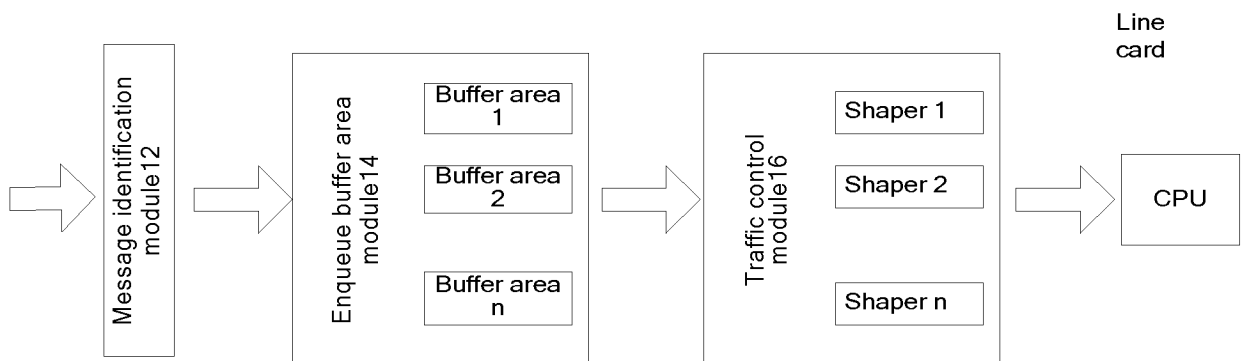 Message identification
module12
Enqueue buffer area
module14
Buffer area
1
Buffer area
2
Buffer area
n
Traffic control
module16
Shaper 1
Shaper 2
Shaper n
Line
card
CPU